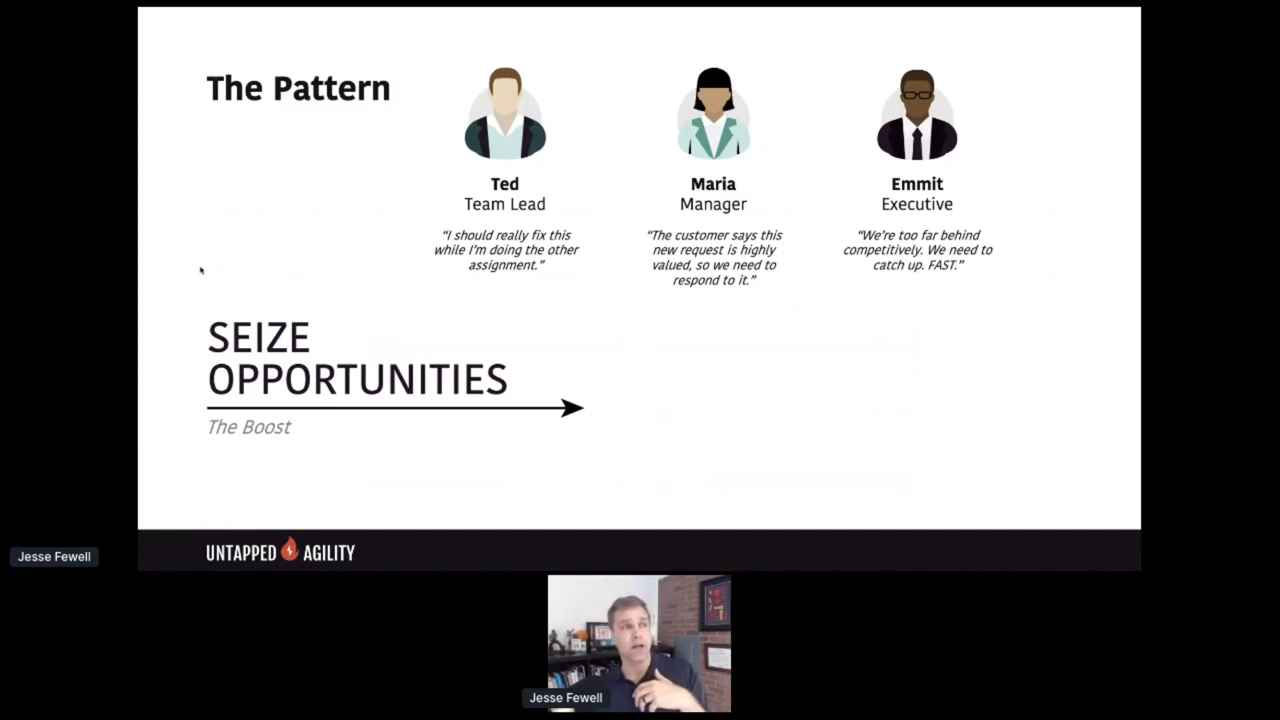 The Pattern
Ted
Team Lead
“I should really fix this
while I’m doing the other
assignment.”
Maria
Manager
“The customer says this
new request is highly
valued, so we need to
respond to it.”
Emmit
Executive
“We’re too far behind
competitively. We need to
catch up. FAST.”
SEIZE
OPPORTUNITIES
The Boost
UNTAPPED AGILITY
Jesse Fewell
Jesse Fewell